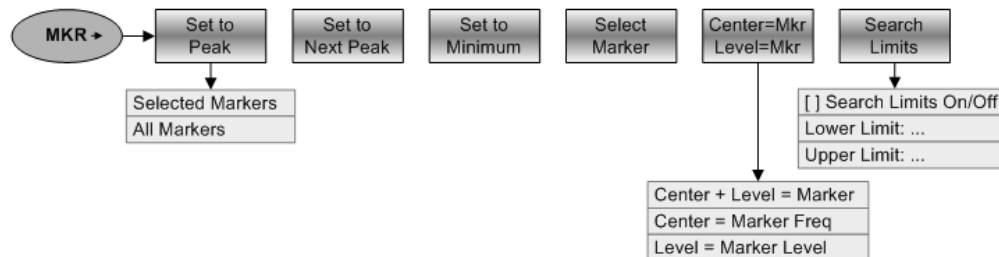 MKR →
Set to
Peak
Set to
Next Peak
Set to
Minimum
Select
Marker
Center=Mkr
Level=Mkr
Search
Limits
Selected Markers
All Markers
[ ] Search Limits On/Off
Lower Limit: ...
Upper Limit: ...
Center + Level = Marker
Center = Marker Freq
Level = Marker Level